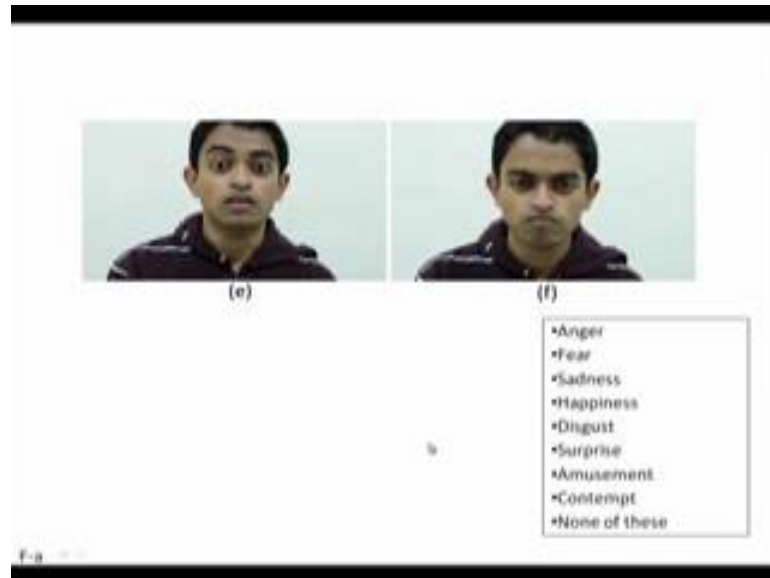 (e) (f)
•Anger
•Fear
•Sadness
•Happiness
•Disgust
•Surprise
•Amusement
•Contempt
•None of these
F-a